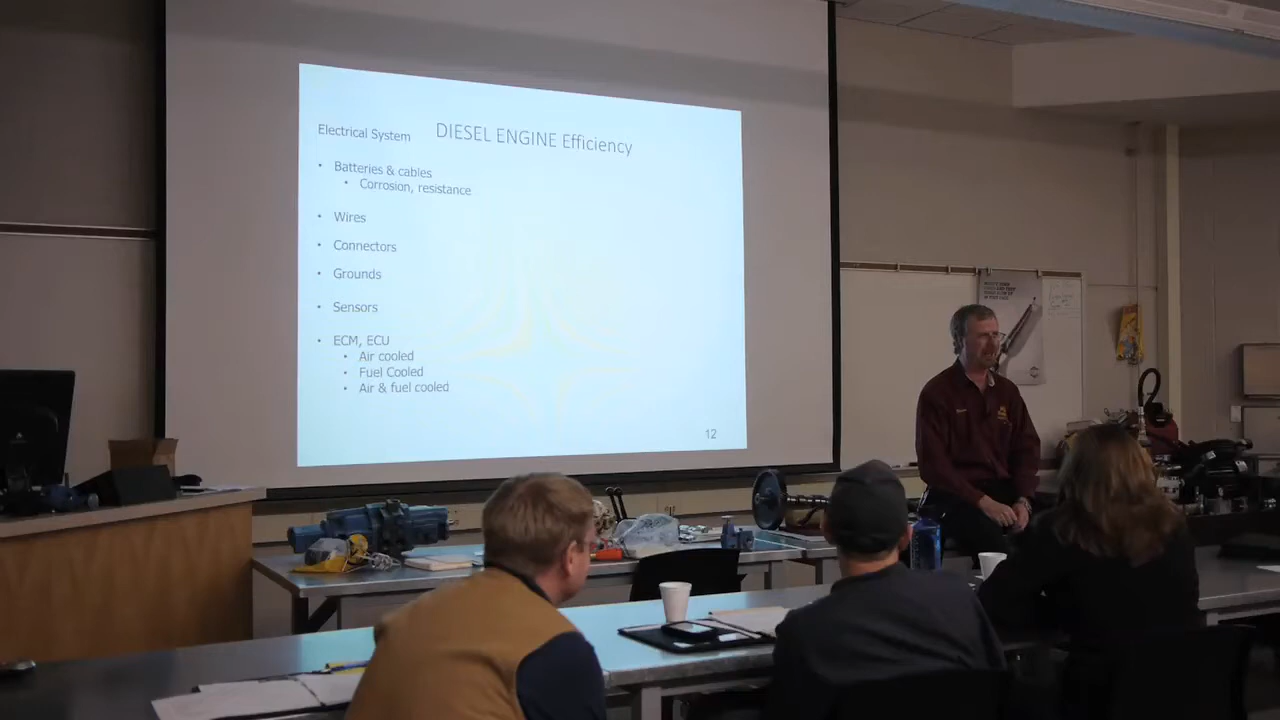 DIESEL ENGINE Efficiency
Electrical System
• Batteries & cables
• Corrosion, resistance
• Wires
• Connectors
• Grounds
• Sensors
• ECM, ECU
• Air cooled
• Fuel Cooled
• Air & fuel cooled
12